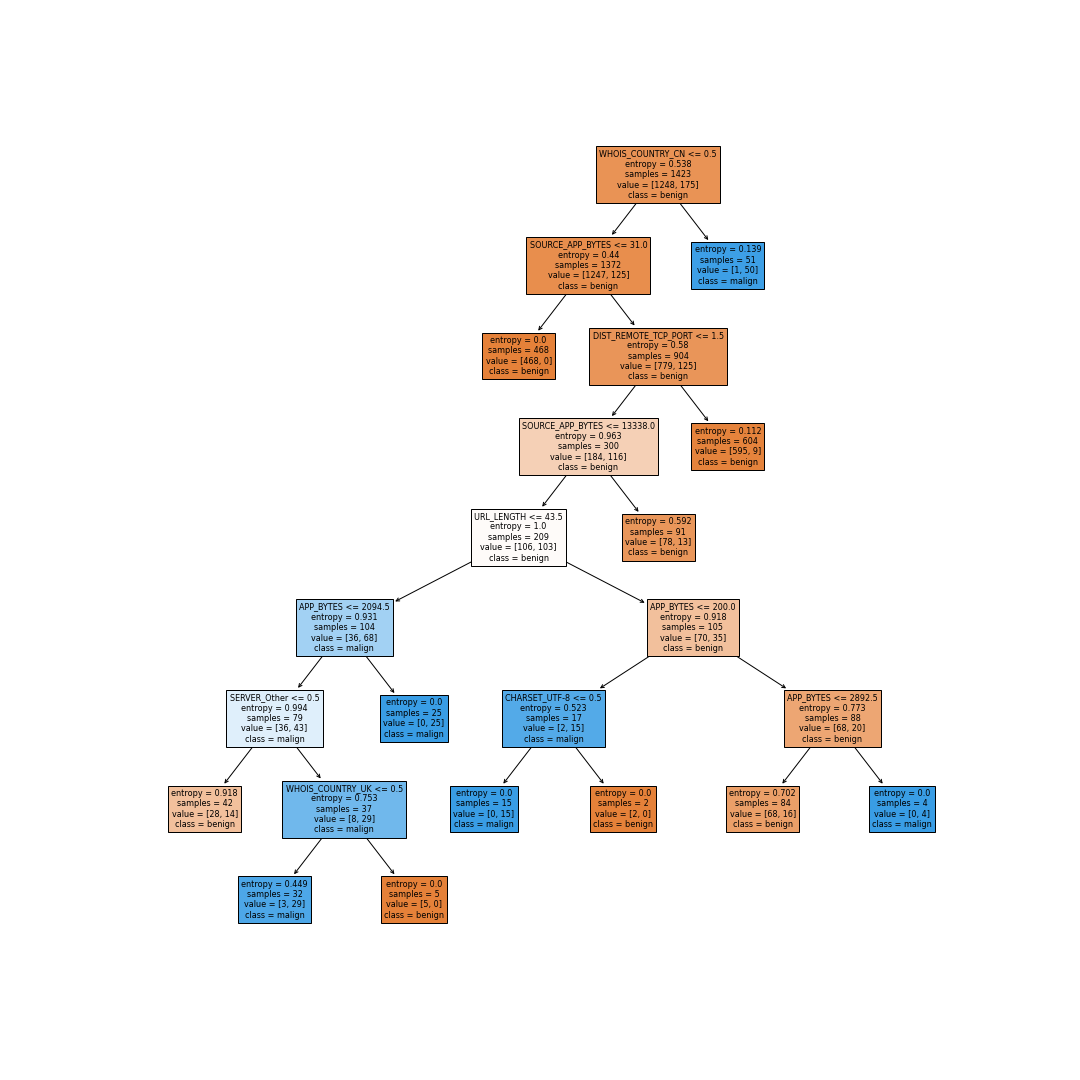 WHOIS_COUNTRY_CN <= 0.5
entropy = 0.538
samples = 1423
value = [1248, 175]
class = benign
SOURCE_APP_BYTES <= 31.0
entropy = 0.44
samples = 1372
value = [1247, 125]
class = benign
entropy = 0.139
samples = 51
value = [1, 50]
class = malign
entropy = 0.0
samples = 468
value = [468, 0]
class = benign
DIST_REMOTE_TCP_PORT <= 1.5
entropy = 0.58
samples = 904
value = [779, 125]
class = benign
SOURCE_APP_BYTES <= 13338.0
entropy = 0.963
samples = 300
value = [184, 116]
class = benign
entropy = 0.112
samples = 604
value = [595, 9]
class = benign
URL_LENGTH <= 43.5
entropy = 1.0
samples = 209
value = [106, 103]
class = benign
entropy = 0.592
samples = 91
value = [78, 13]
class = benign
APP_BYTES <= 2094.5
entropy = 0.931
samples = 104
value = [36, 68]
class = malign
APP_BYTES <= 200.0
entropy = 0.918
samples = 105
value = [70, 35]
class = benign
SERVER_Other <= 0.5
entropy = 0.994
samples = 79
value = [36, 43]
class = malign
entropy = 0.0
samples = 25
value = [0, 25]
class = malign
CHARSET_UTF-8 <= 0.5
entropy = 0.523
samples = 17
value = [2, 15]
class = malign
APP_BYTES <= 2892.5
entropy = 0.773
samples = 88
value = [68, 20]
class = benign
entropy = 0.918
samples = 42
value = [28, 14]
class = benign
WHOIS_COUNTRY_UK <= 0.5
entropy = 0.753
samples = 37
value = [8, 29]
class = malign
entropy = 0.0
samples = 15
value = [0, 15]
class = malign
entropy = 0.0
samples = 2
value = [2, 0]
class = benign
entropy = 0.702
samples = 84
value = [68, 16]
class = benign
entropy = 0.0
samples = 4
value = [0, 4]
class = malign
entropy = 0.449
samples = 32
value = [3, 29]
class = malign
entropy = 0.0
samples = 5
value = [5, 0]
class = benign